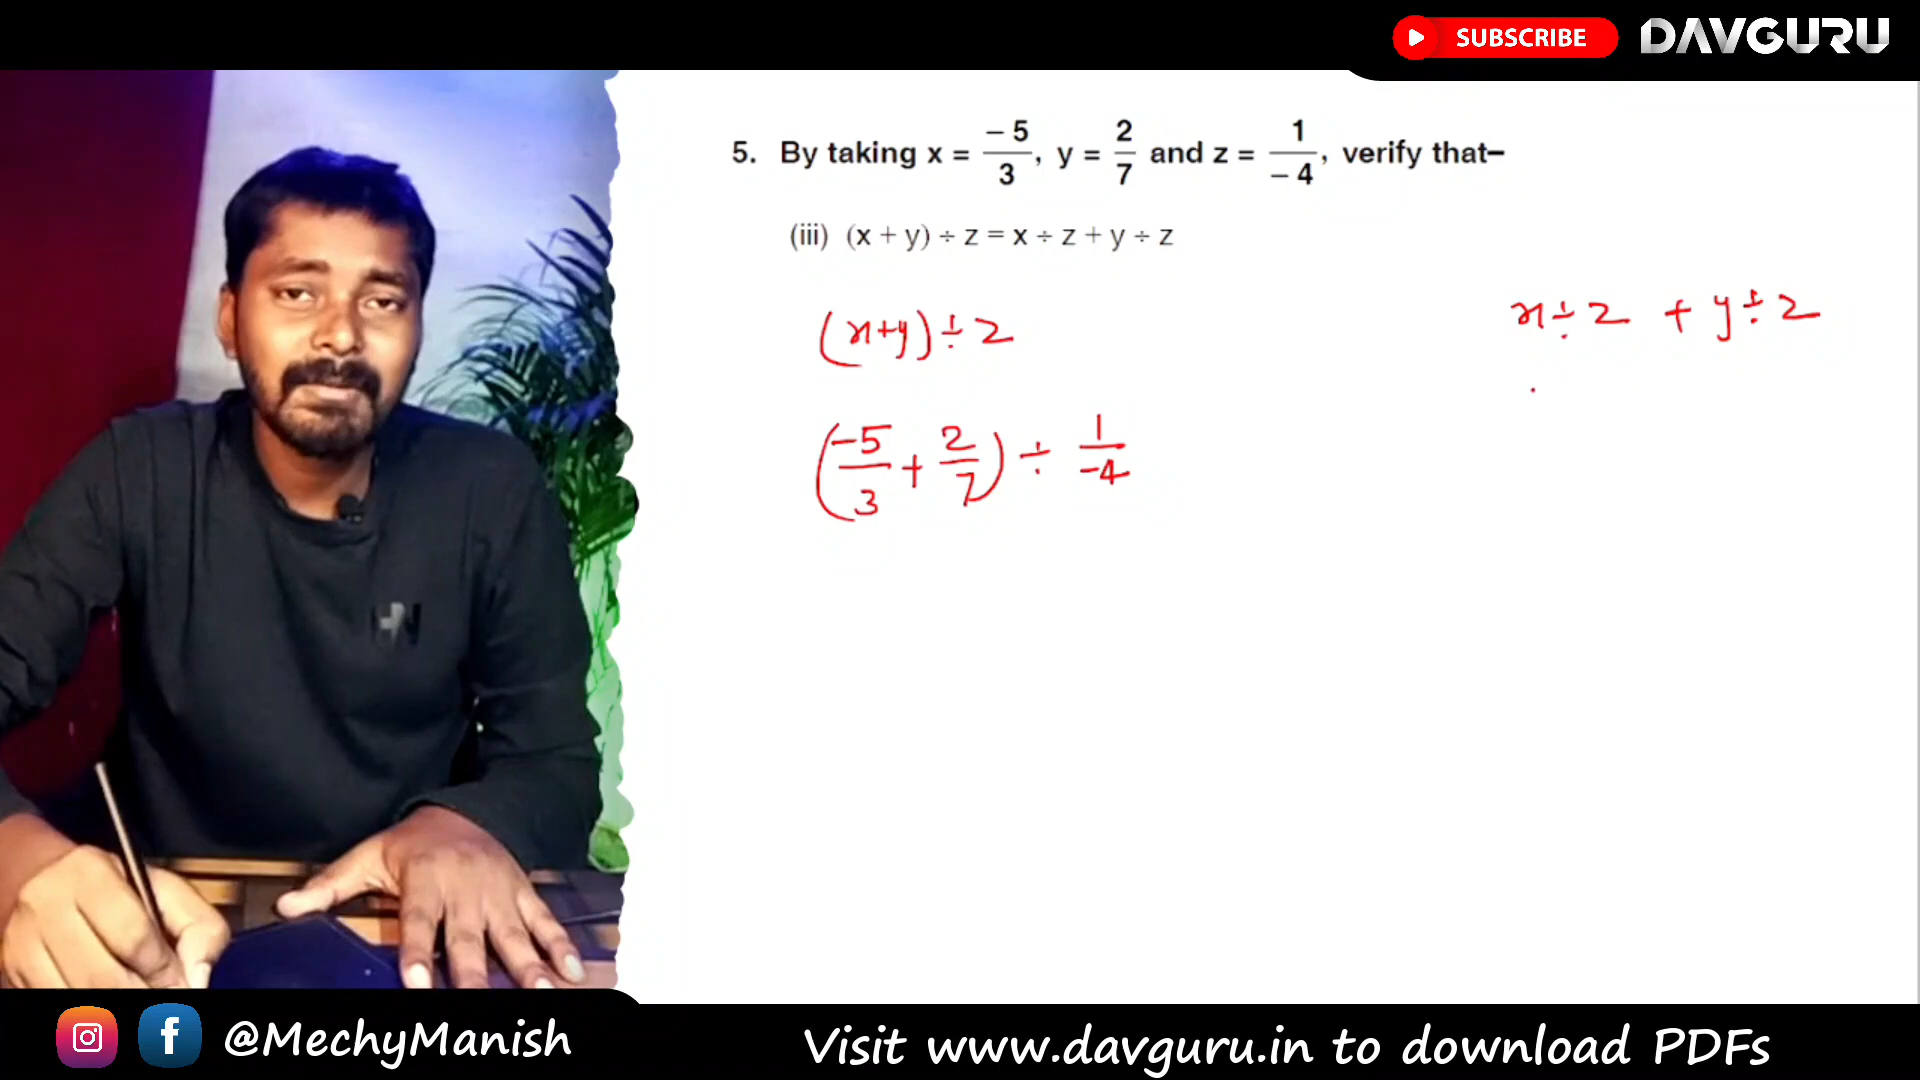 SUBSCRIBE DAVGURU
5. By taking x = -5/3, y = 2/7 and z = 1/-4, verify that–
(iii) (x + y) ÷ z = x ÷ z + y ÷ z
(x+y) ÷ z
x ÷ z + y ÷ z
(-5/3 + 2/7) ÷ 1/-4
@MechyManish
Visit www.davguru.in to download PDFs